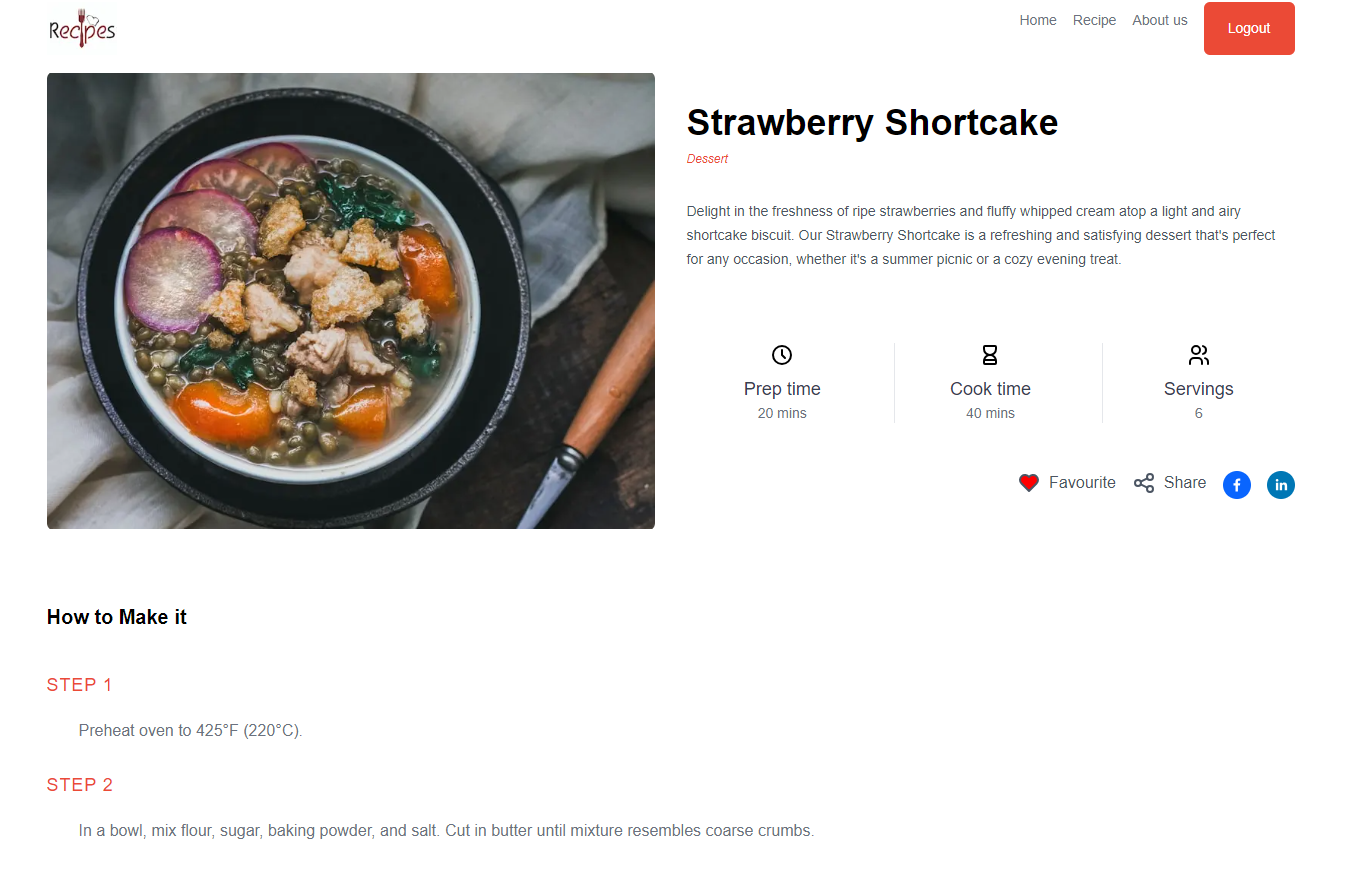 Recipes
Home Recipe About us Logout
Strawberry Shortcake
Dessert
Delight in the freshness of ripe strawberries and fluffy whipped cream atop a light and airy
shortcake biscuit. Our Strawberry Shortcake is a refreshing and satisfying dessert that's perfect
for any occasion, whether it's a summer picnic or a cozy evening treat.
Prep time Cook time Servings
20 mins 40 mins 6
Favourite Share f in
How to Make it
STEP 1
Preheat oven to 425°F (220°C).
STEP 2
In a bowl, mix flour, sugar, baking powder, and salt. Cut in butter until mixture resembles coarse crumbs.